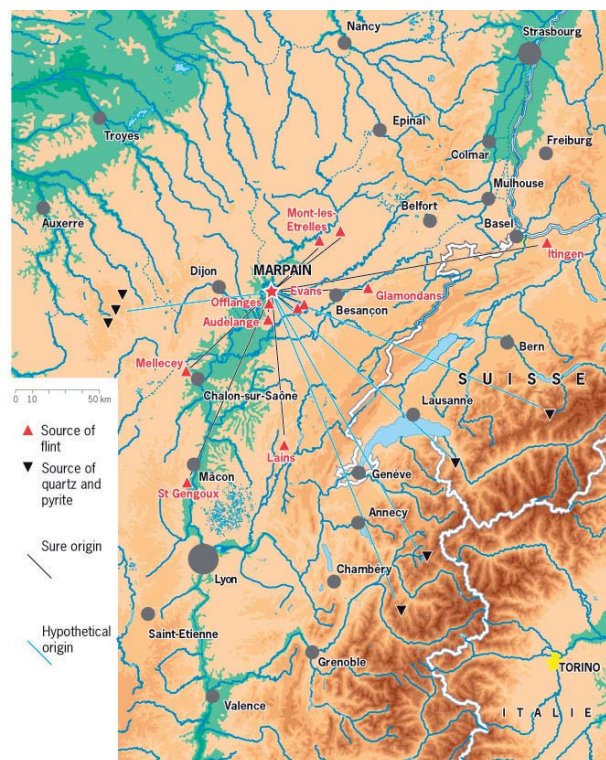 Nancy
Strasbourg
Troyes
Epinal
Colmar
Freiburg
Mulhouse
Auxerre
Mont-les-
Etrelles
Belfort
Basel
Itingen
Dijon
MARPAIN
Offlanges
Evans
Glamondans
Besançon
Audelange
Bern
Mellecey
Chalon-sur-Saône
SUISSE
0 10 50 km
Lausanne
Source of
flint
Source of
quartz and
pyrite
Lains
Mâcon
Genéve
St Gengoux
Annecy
Sure origin
Lyon
Chambéry
Hypothetical
origin
Saint-Etienne
Grenoble
TORINO
Valence
ITALIE